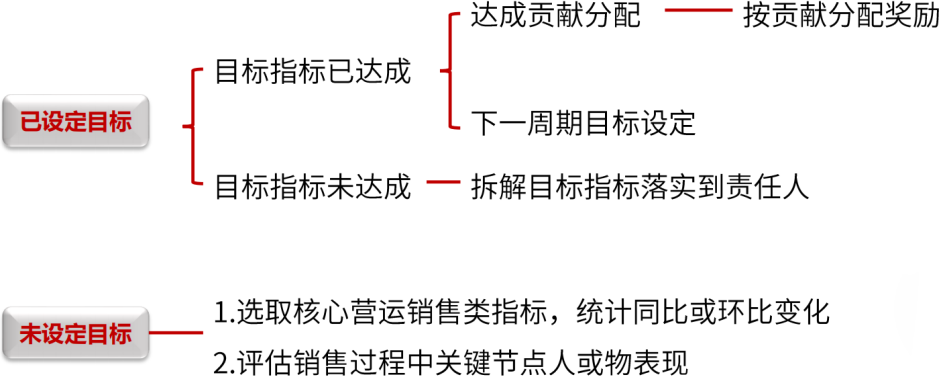 达成贡献分配
按贡献分配奖励
目标指标已达成
已设定目标
下一周期目标设定
目标指标未达成
拆解目标指标落实到责任人
1.选取核心营运销售类指标，统计同比或环比变化
未设定目标
2.评估销售过程中关键节点人或物表现